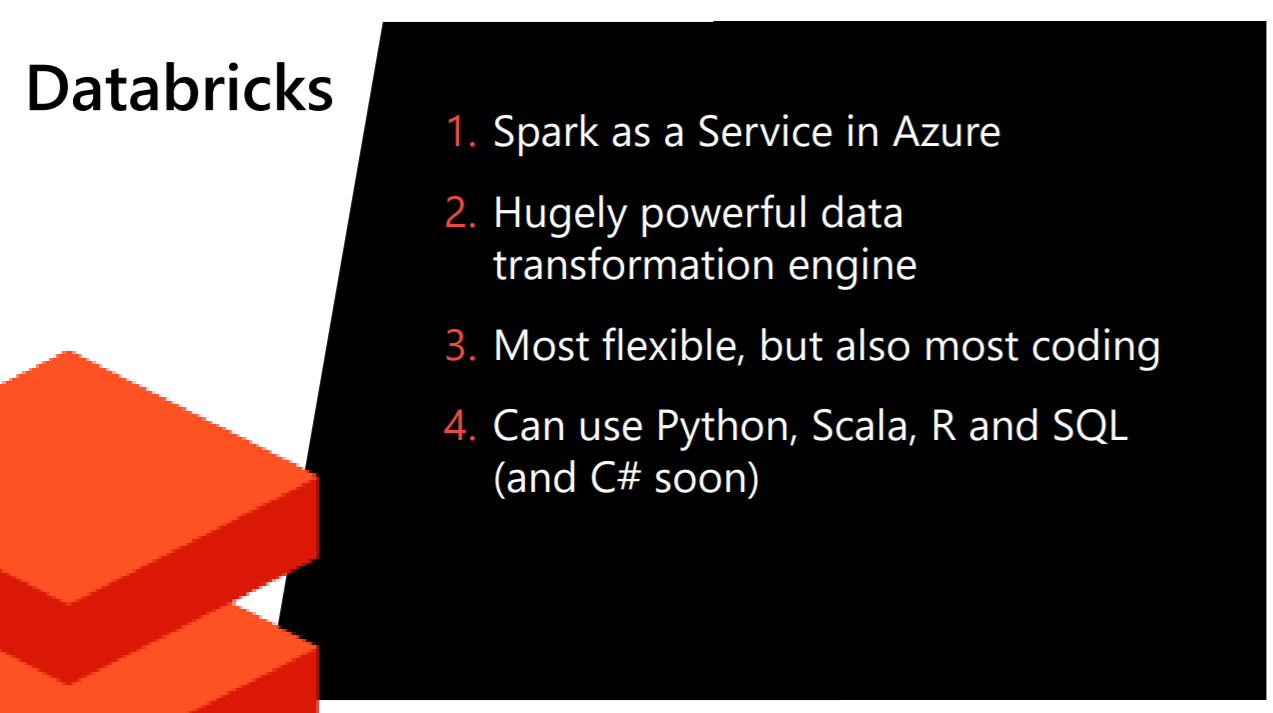 Databricks
1. Spark as a Service in Azure
2. Hugely powerful data
transformation engine
3. Most flexible, but also most coding
4. Can use Python, Scala, R and SQL
(and C# soon)